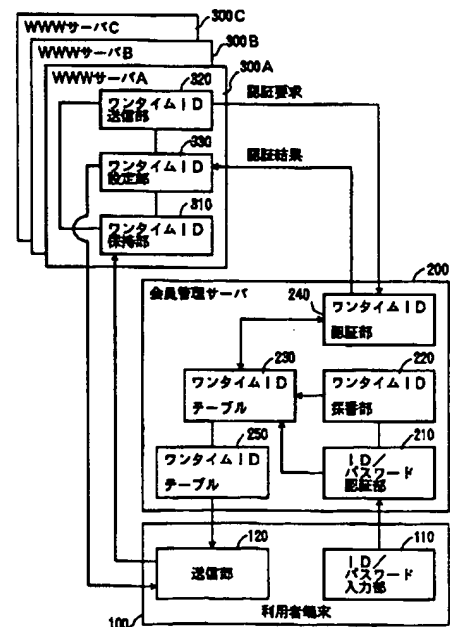 WWWサーバC
300C
WWWサーバB
300B
WWWサーバA
300A
320
ワンタイムID
送信部
認証要求
330
ワンタイムID
設定部
認証結果
310
ワンタイムID
保持部
200
会員管理サーバ
240
ワンタイムID
認証部
230
ワンタイムID
テーブル
220
ワンタイムID
採番部
250
ワンタイムID
テーブル
210
ID/
パスワード
認証部
120
送信部
110
ID/
パスワード
入力部
利用者端末
100